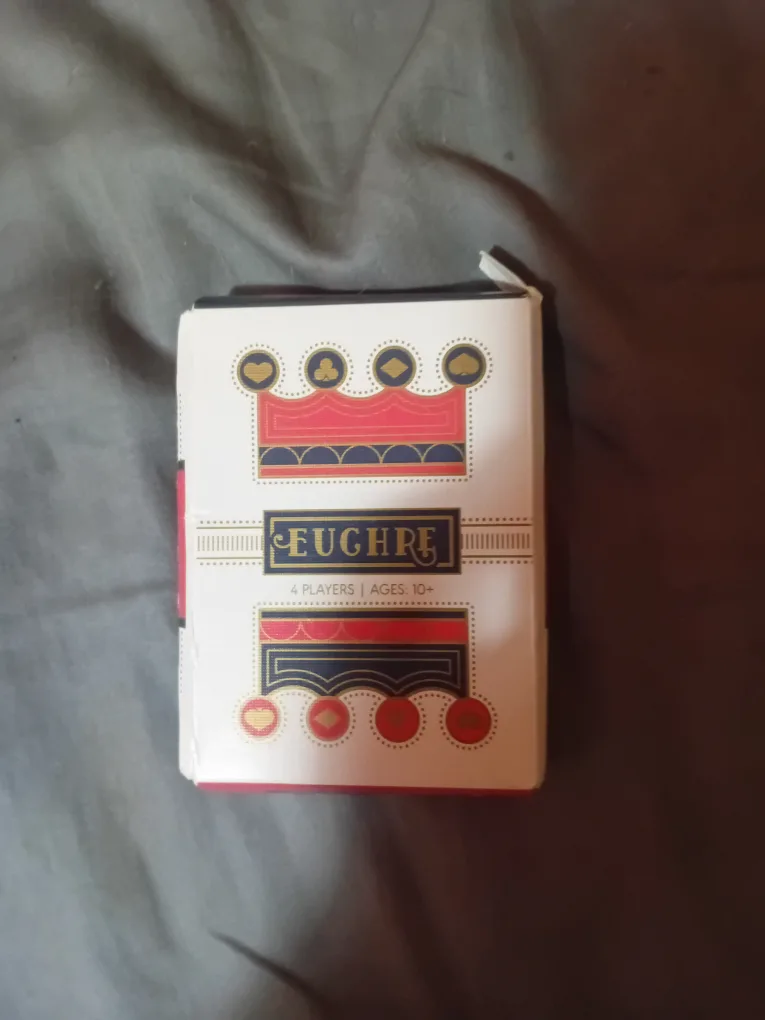 EUCHRE
4 PLAYERS | AGES: 10+